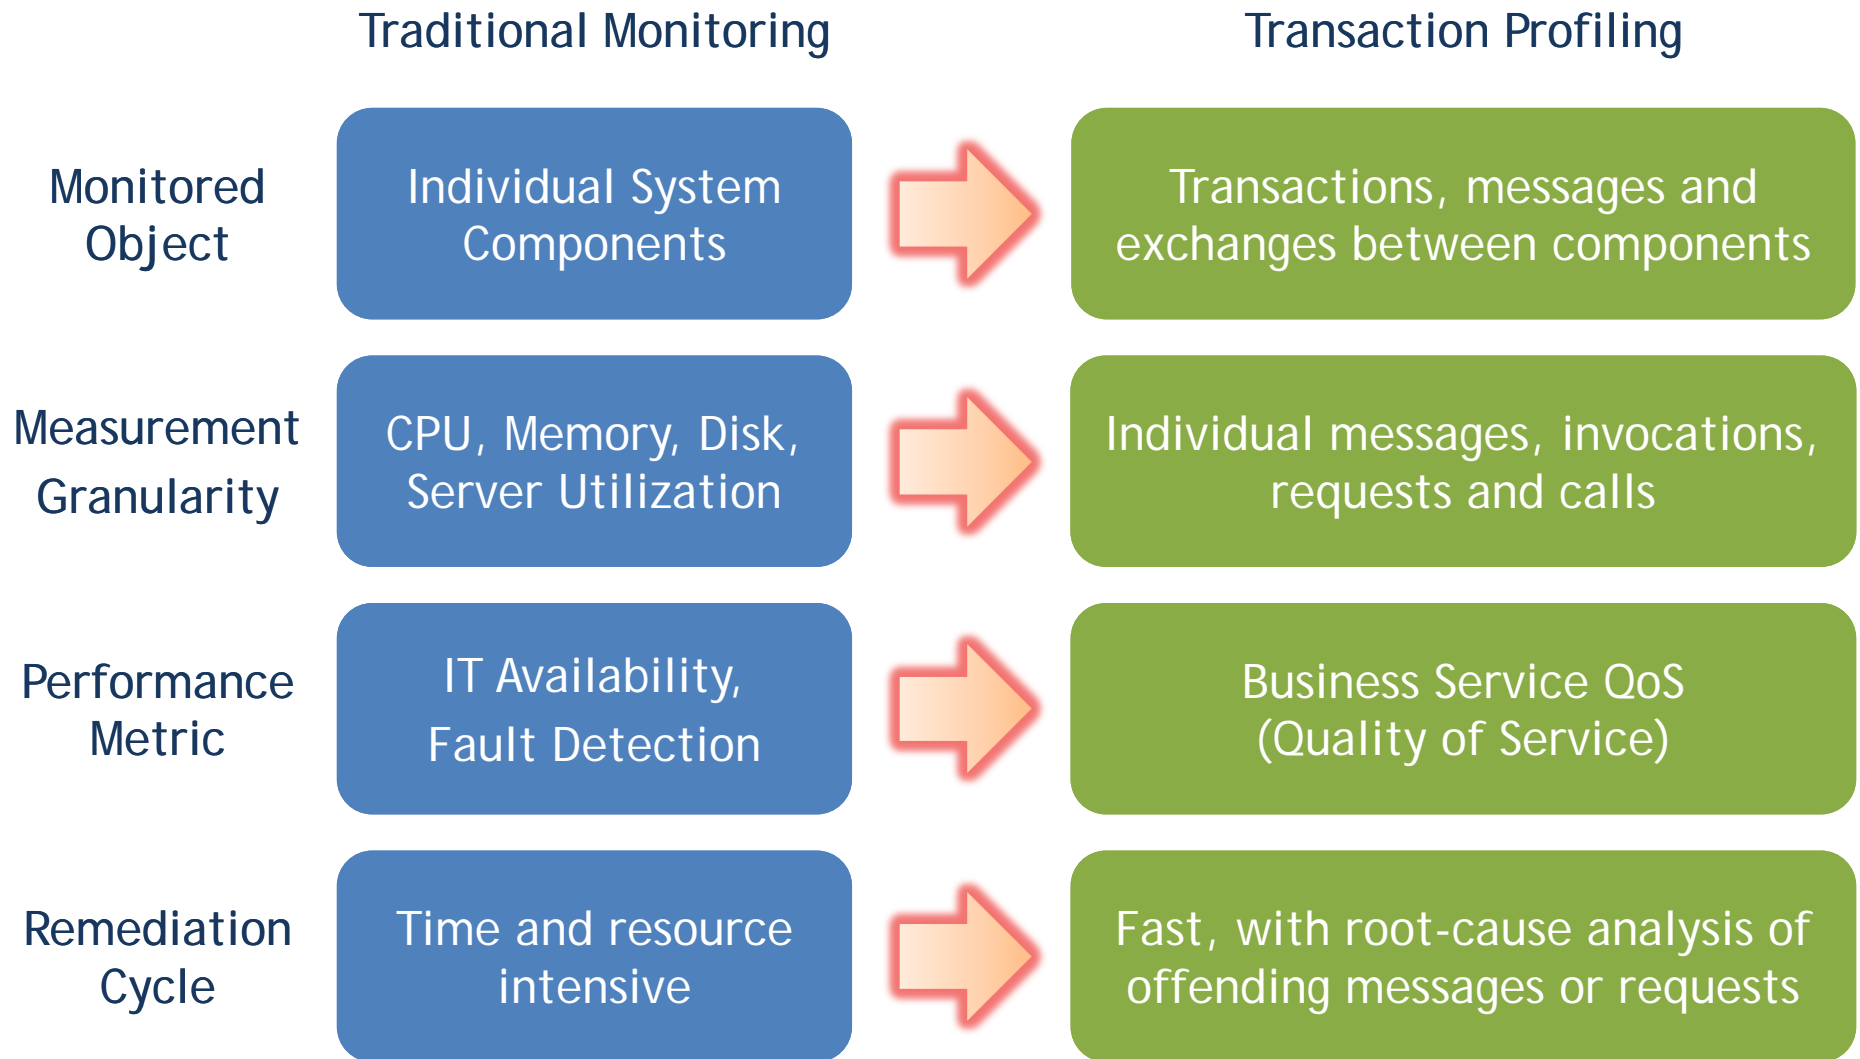 Traditional Monitoring
Transaction Profiling
Monitored
Object
Individual System
Components
Transactions, messages and
exchanges between components
Measurement
Granularity
CPU, Memory, Disk,
Server Utilization
Individual messages, invocations,
requests and calls
Performance
Metric
IT Availability,
Fault Detection
Business Service QoS
(Quality of Service)
Remediation
Cycle
Time and resource
intensive
Fast, with root-cause analysis of
offending messages or requests